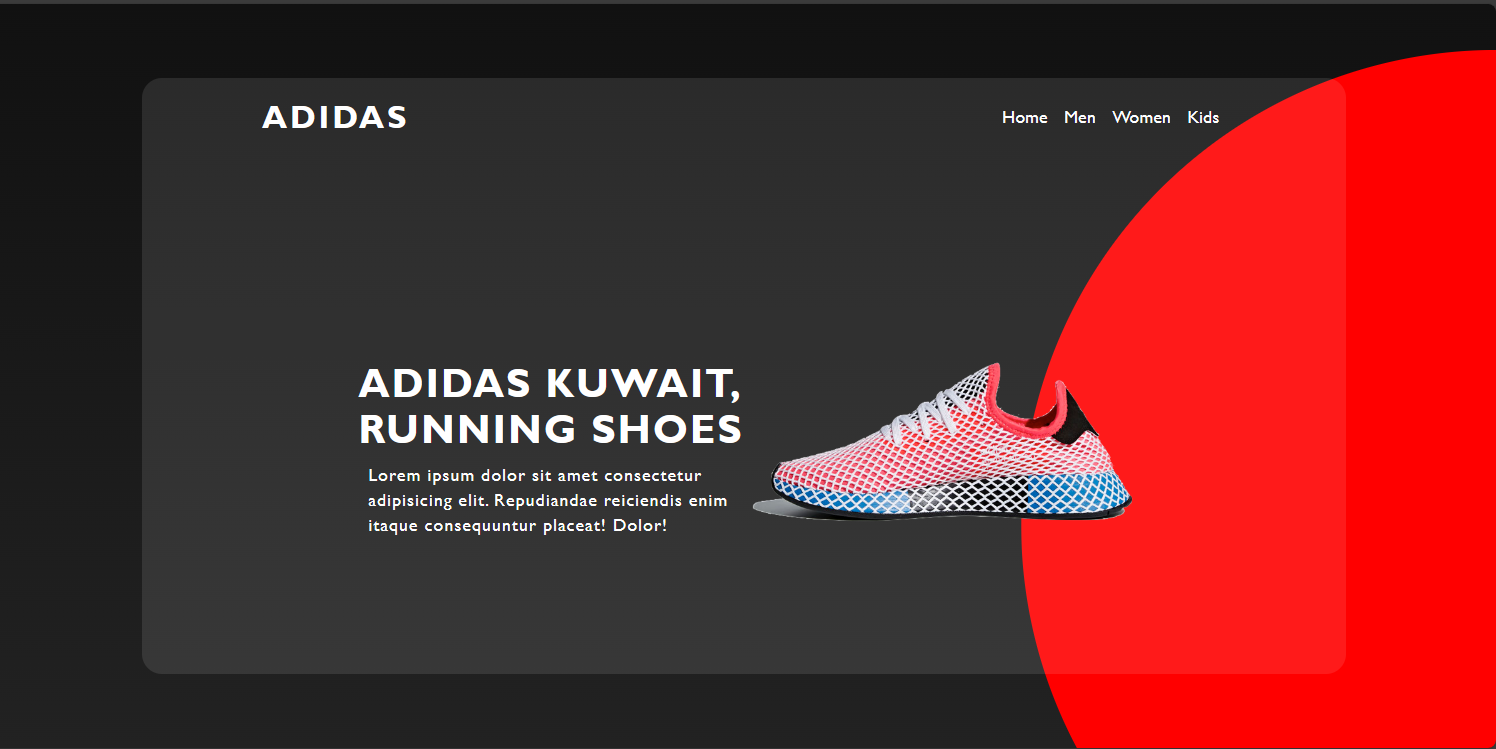 ADIDAS
Home Men Women Kids
ADIDAS KUWAIT,
RUNNING SHOES
Lorem ipsum dolor sit amet consectetur
adipisicing elit. Repudiandae reiciendis enim
itaque consequuntur placeat! Dolor!